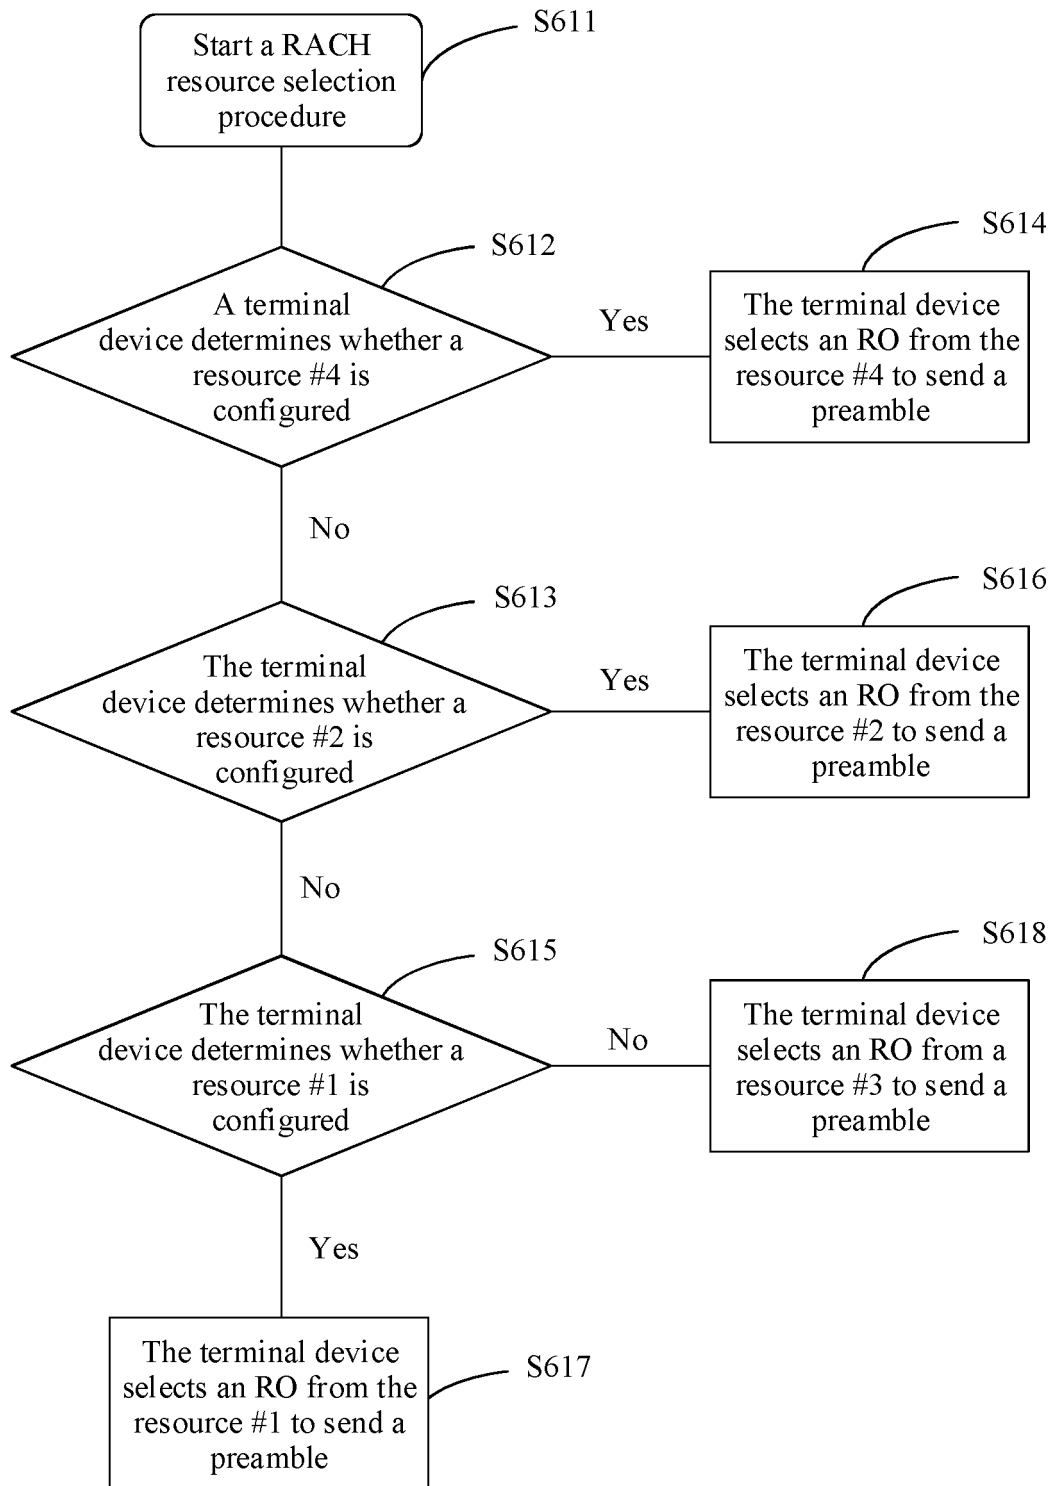 Start a RACH
resource selection
procedure
S611
A terminal
device determines whether a
resource #4 is
configured
S612
Yes
The terminal device
selects an RO from the
resource #4 to send a
preamble
S614
No
The terminal
device determines whether a
resource #2 is
configured
S613
Yes
The terminal device
selects an RO from the
resource #2 to send a
preamble
S616
No
The terminal
device determines whether a
resource #1 is
configured
S615
No
The terminal device
selects an RO from a
resource #3 to send a
preamble
S618
Yes
The terminal device
selects an RO from the
resource #1 to send a
preamble
S617